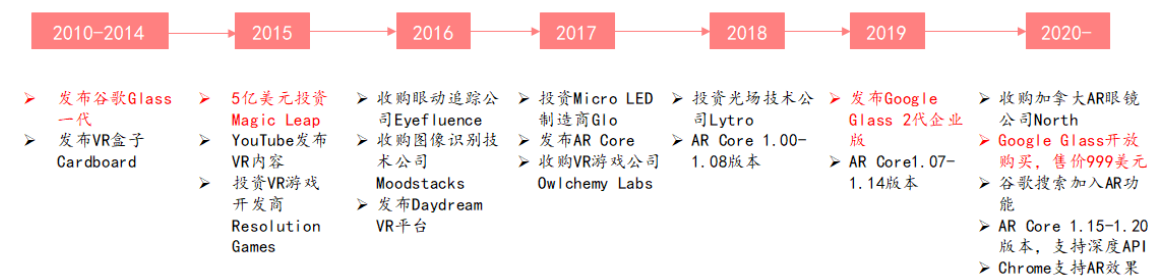 2010-2014
2015
2016
2017
2018
2019
2020-
发布谷歌Glass
一代
发布VR盒子
Cardboard
5亿美元投资
Magic Leap
YouTube发布
VR内容
投资VR游戏
开发商
Resolution
Games
收购眼动追踪公
司Eyefluence
收购图像识别技
术公司
Moodstacks
发布Daydream
VR平台
投资Micro LED
制造商Glo
发布AR Core
收购VR游戏公司
Owlchemy Labs
投资光场技术公
司Lytro
AR Core 1.00-
1.08版本
发布Google
Glass 2代企业
版
AR Core1.07-
1.14版本
收购加拿大AR眼镜
公司North
Google Glass开放
购买，售价999美元
谷歌搜索加入AR功
能
AR Core 1.15-1.20
版本，支持深度API
Chrome支持AR效果